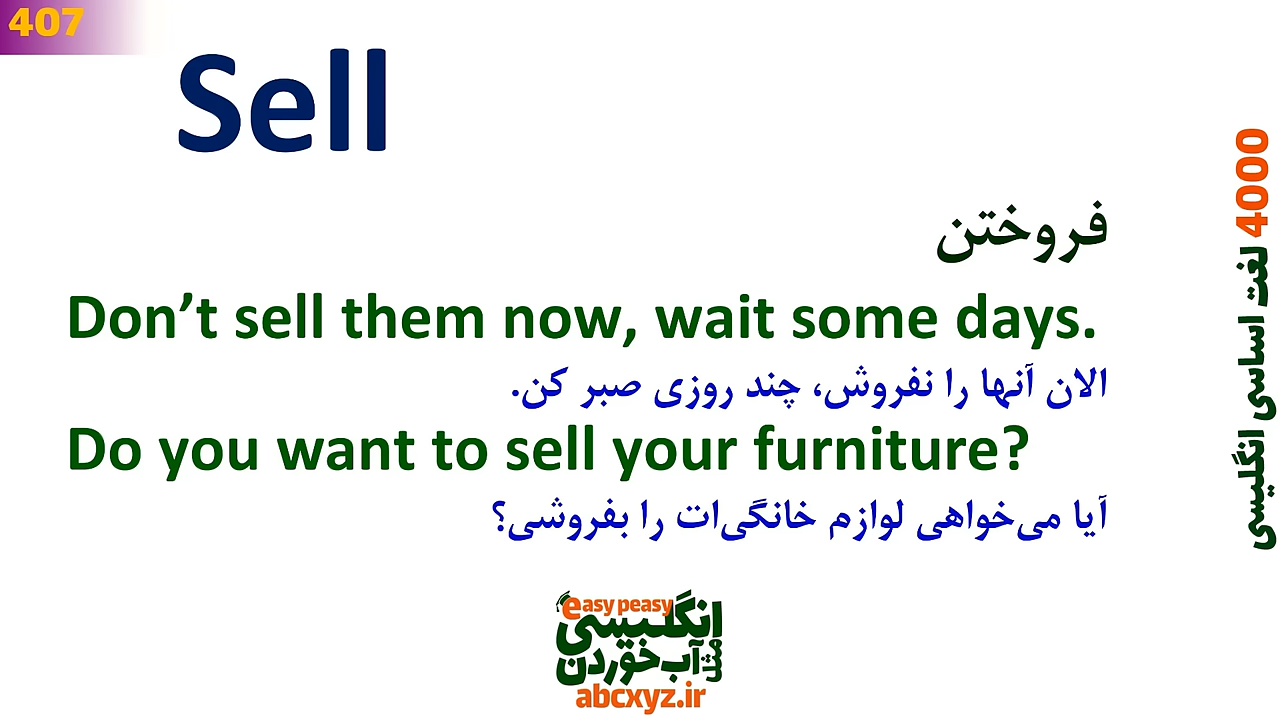 407
Sell
فروختن
Don’t sell them now, wait some days.
الان آنها را نفروش، چند روزی صبر کن.
Do you want to sell your furniture?
آیا می‌خواهی لوازم خانگی‌ات را بفروشی؟
4000 لغت اساسی انگلیسی
easy peasy
انگلیسی
مثل
آب خوردن
abcxyz.ir